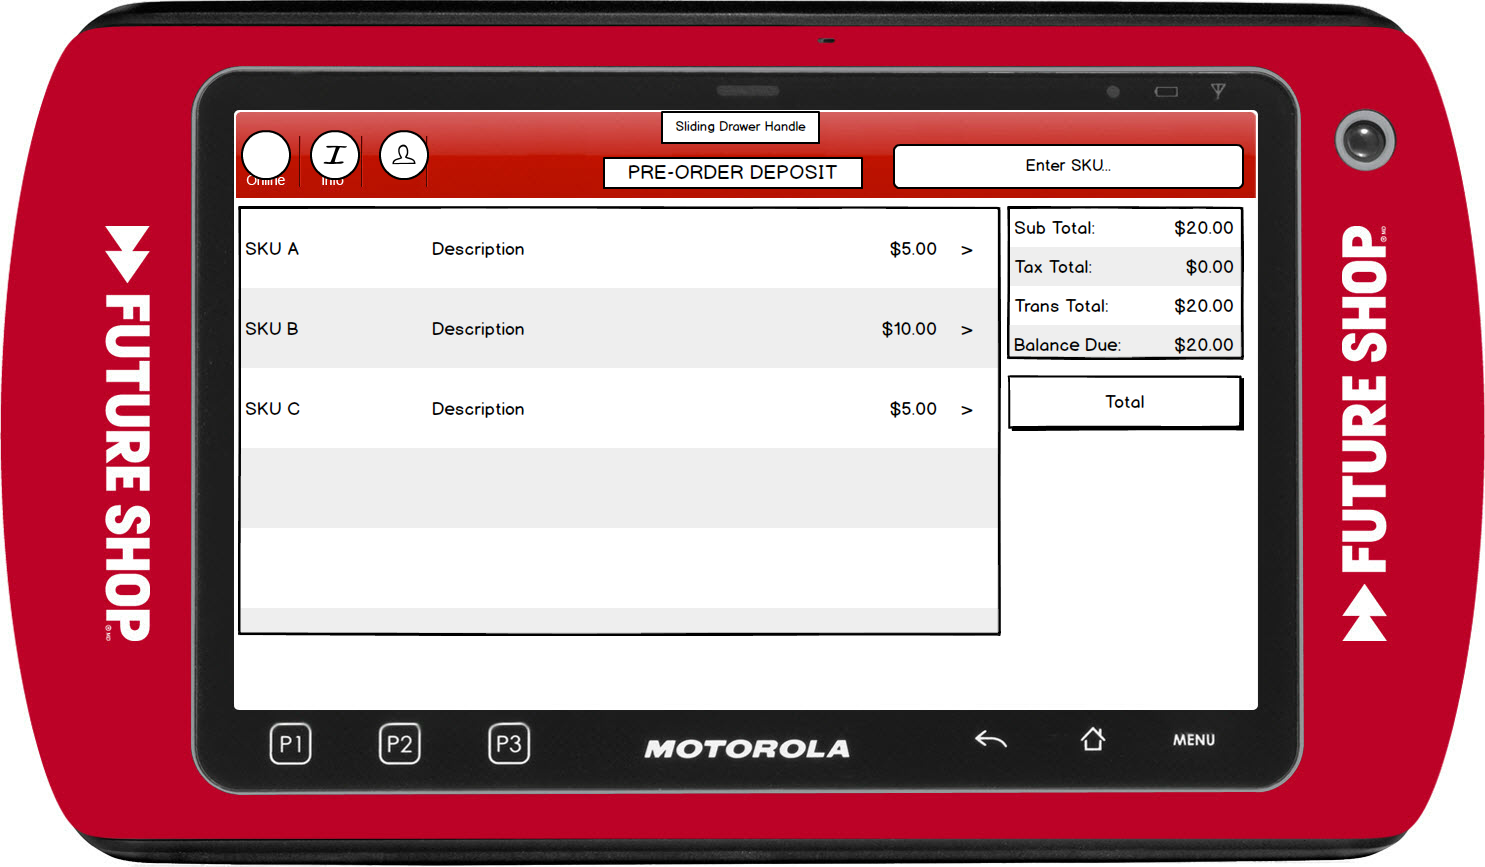 Sliding Drawer Handle
PRE-ORDER DEPOSIT
Enter SKU...
I
Online
Info
SKU A Description $5.00 >
SKU B Description $10.00 >
SKU C Description $5.00 >
Sub Total: $20.00
Tax Total: $0.00
Trans Total: $20.00
Balance Due: $20.00
Total
FUTURE SHOP
FUTURE SHOP
P1 P2 P3 MOTOROLA MENU